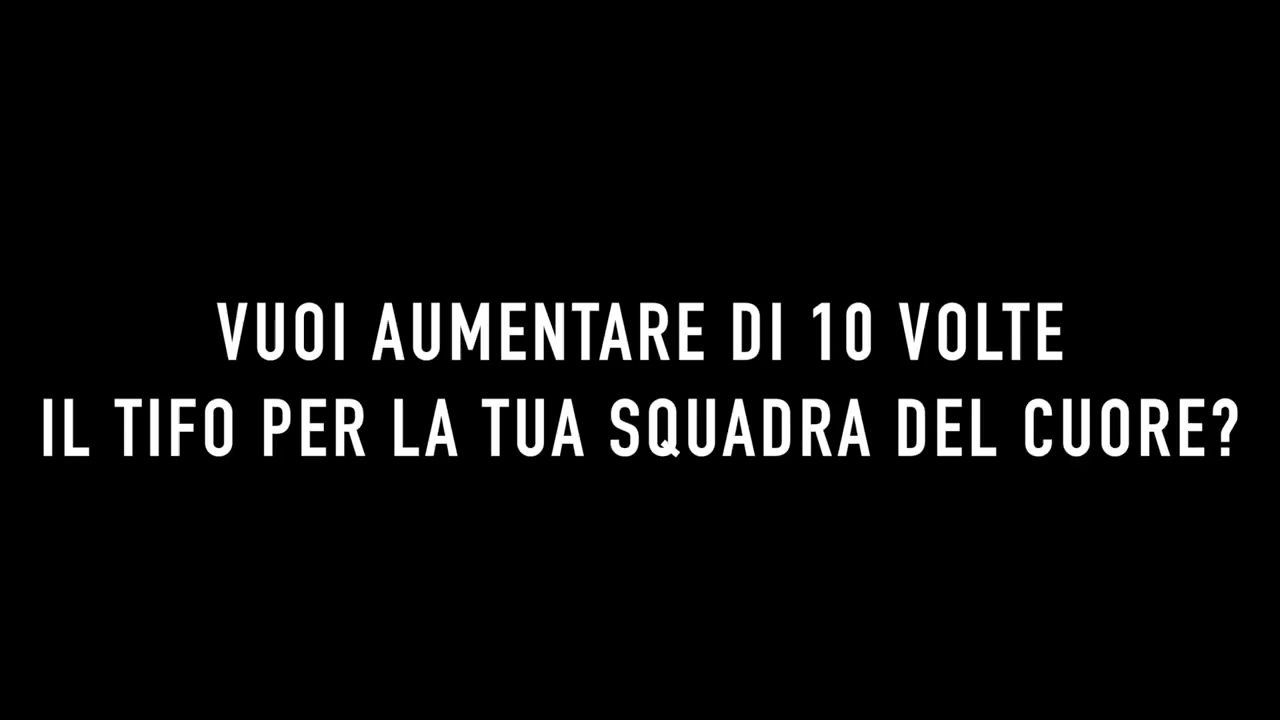 VUOI AUMENTARE DI 10 VOLTE
IL TIFO PER LA TUA SQUADRA DEL CUORE?